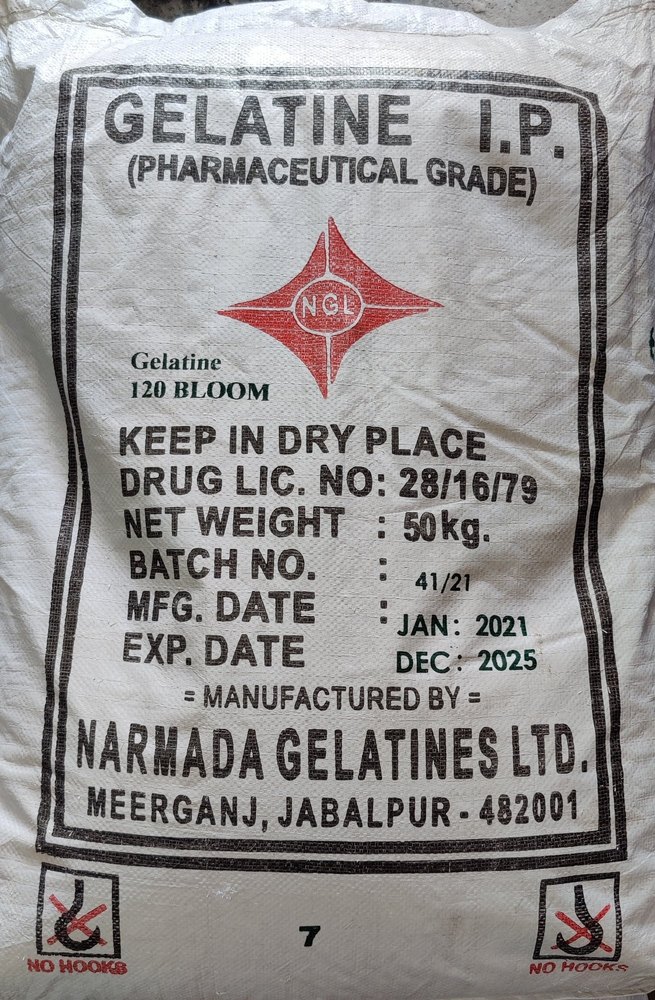 GELATINE I.P.
(PHARMACEUTICAL GRADE)
NGL
Gelatine
120 BLOOM
KEEP IN DRY PLACE
DRUG LIC. NO: 28/16/79
NET WEIGHT : 50kg.
BATCH NO. : 41/21
MFG. DATE : JAN: 2021
EXP. DATE DEC: 2025
= MANUFACTURED BY =
NARMADA GELATINES LTD.
MEERGANJ, JABALPUR - 482001
NO HOOKS
7
NO HOOKS